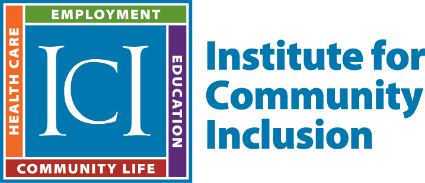 EMPLOYMENT
HEALTH CARE
ICI
EDUCATION
COMMUNITY LIFE
Institute for
Community
Inclusion